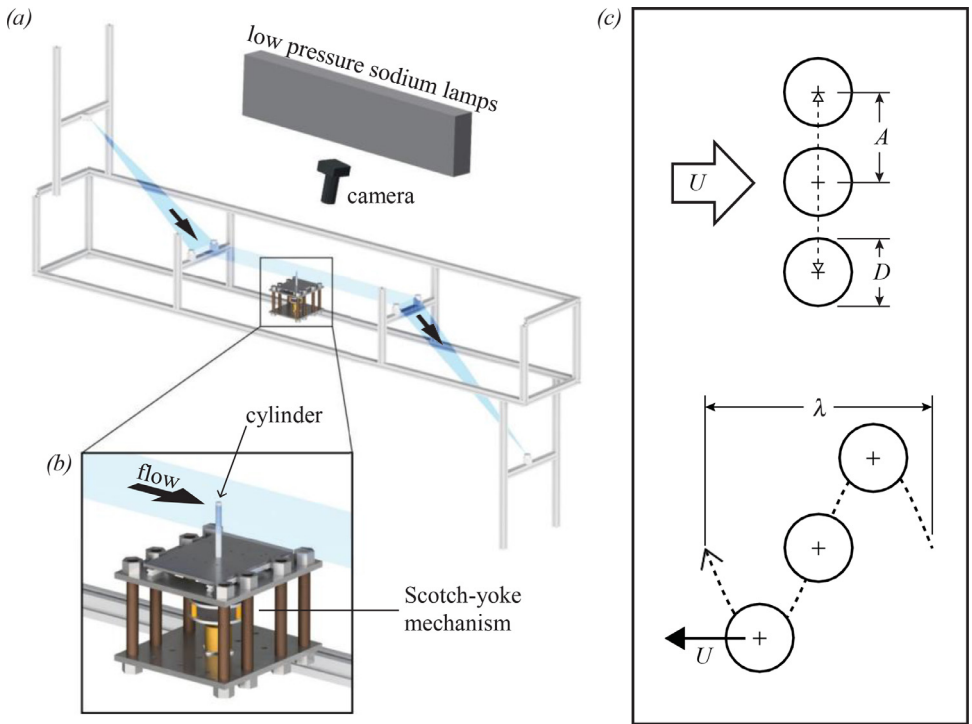 (a)
low pressure sodium lamps
camera
cylinder
(b)
flow
Scotch-yoke
mechanism
(c)
U
A
D
λ
U